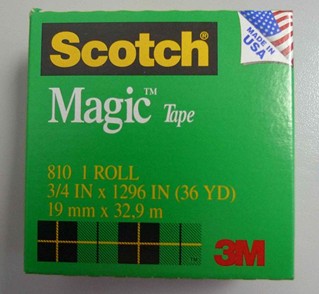 Scotch®
MADE IN
USA
Magic™ Tape
810 1 ROLL
3/4 IN x 1296 IN (36 YD)
19 mm x 32,9 m
™
3M